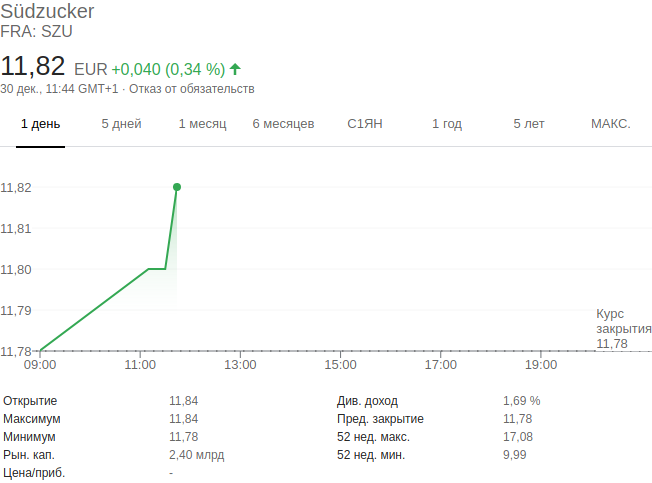 Südzucker
FRA: SZU
11,82 EUR +0,040 (0,34 %)
30 дек., 11:44 GMT+1 · Отказ от обязательств
1 день 5 дней 1 месяц 6 месяцев С1ЯН 1 год 5 лет МАКС.
11,82
11,81
11,80
11,79
11,78
Курс
закрытия
11,78
09:00 11:00 13:00 15:00 17:00 19:00
Открытие 11,84 Див. доход 1,69 %
Максимум 11,84 Пред. закрытие 11,78
Минимум 11,78 52 нед. макс. 17,08
Рын. кап. 2,40 млрд 52 нед. мин. 9,99
Цена/приб. -